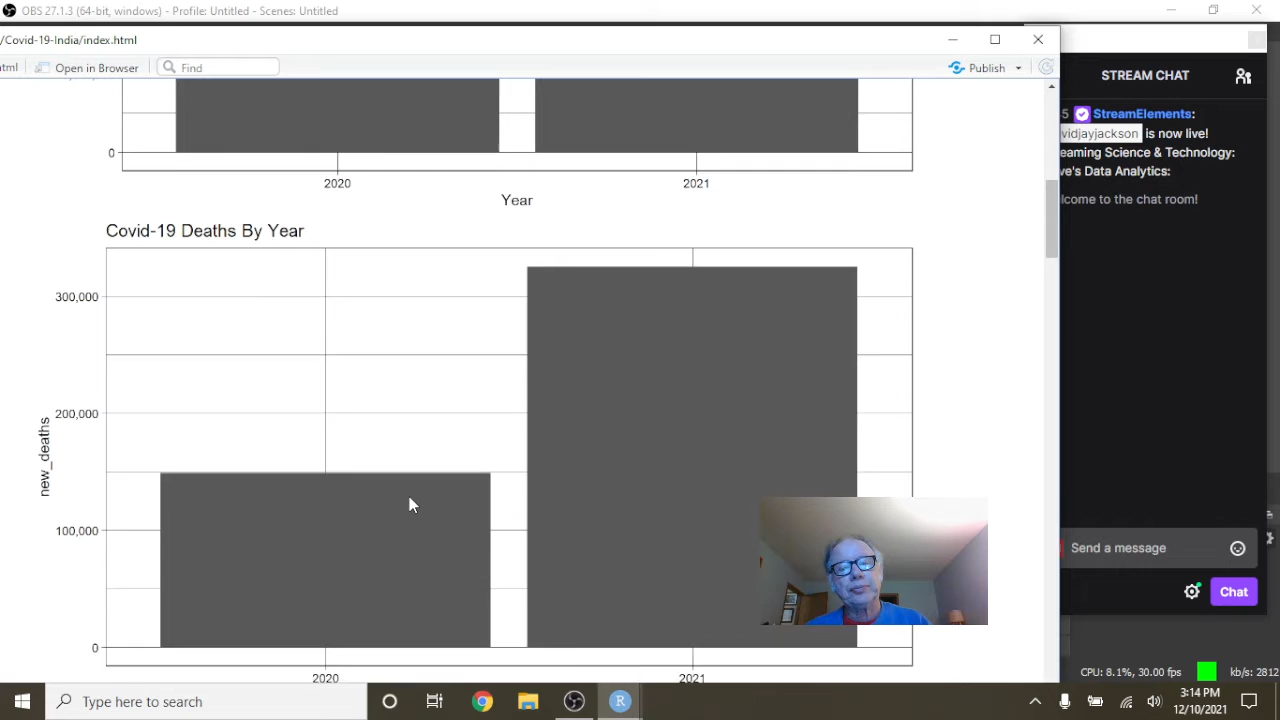 OBS 27.1.3 (64-bit, windows) - Profile: Untitled - Scenes: Untitled
/Covid-19-India/index.html
Open in Browser
Find
Publish
0
2020
2021
Year
Covid-19 Deaths By Year
300,000
200,000
100,000
0
new_deaths
2020
2021
STREAM CHAT
StreamElements:
vidjayjackson is now live!
eaming Science & Technology:
ve's Data Analytics:
lcome to the chat room!
Send a message
Chat
CPU: 8.1%, 30.00 fps
kb/s: 2812
Type here to search
3:14 PM
12/10/2021